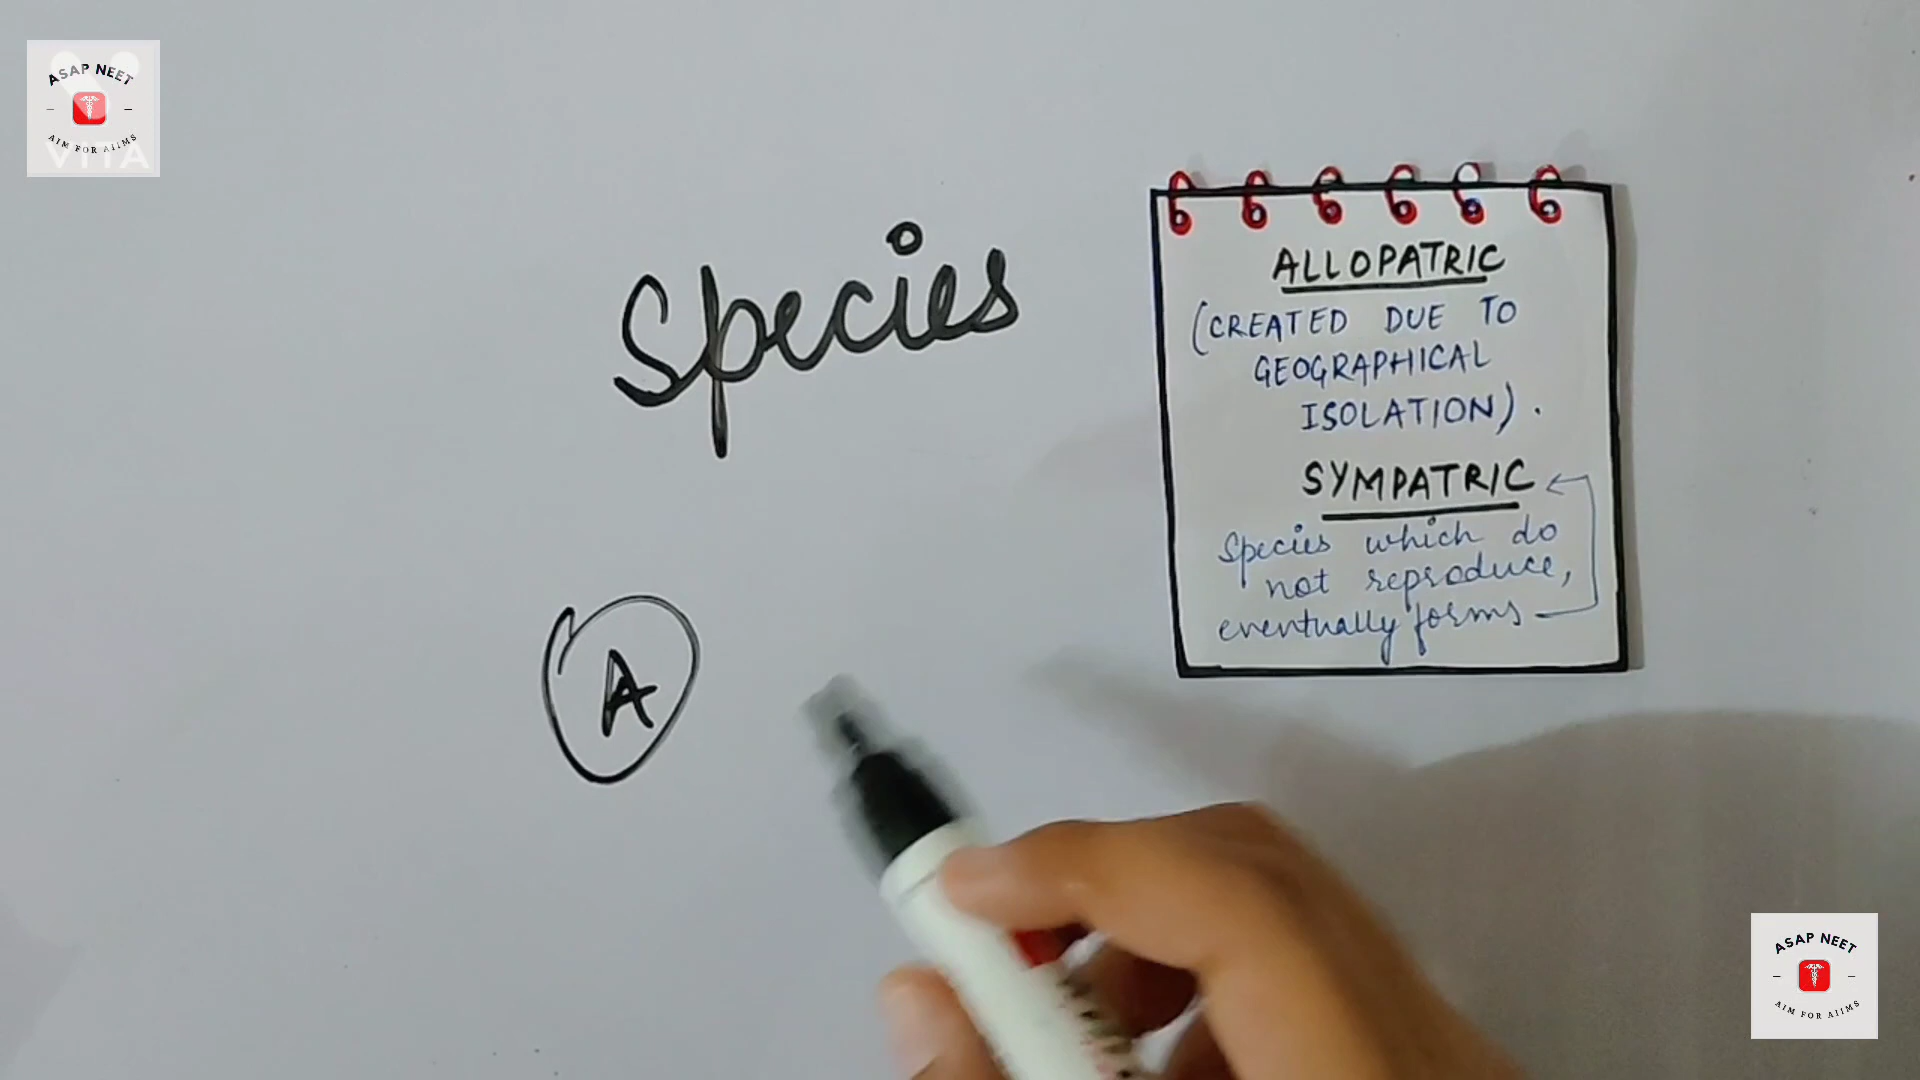 ASAP NEET
AIM FOR AIIMS
VITA
Species
A
ALLOPATRIC
(CREATED DUE TO
GEOGRAPHICAL
ISOLATION).
SYMPATRIC
Species which do
not reproduce,
eventually forms
ASAP NEET
AIM FOR AIIMS